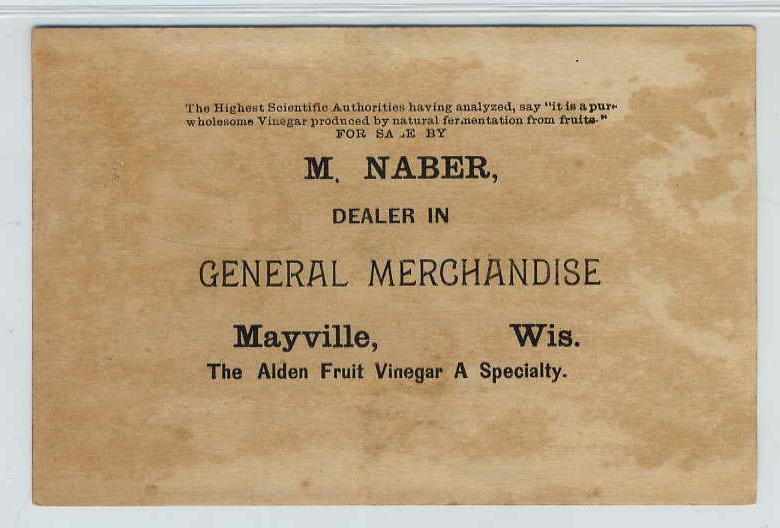 The Highest Scientific Authorities having analyzed, say "it is a pure
wholesome Vinegar produced by natural fermentation from fruits."
FOR SALE BY
M. NABER,
DEALER IN
GENERAL MERCHANDISE
Mayville, Wis.
The Alden Fruit Vinegar A Specialty.